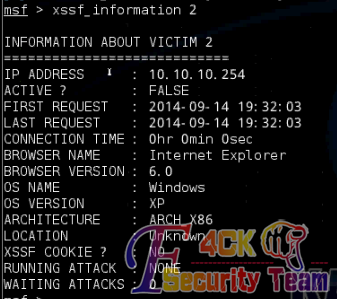 msf > xssf_information 2
INFORMATION ABOUT VICTIM 2
============================
IP ADDRESS : 10.10.10.254
ACTIVE ? : FALSE
FIRST REQUEST : 2014-09-14 19:32:03
LAST REQUEST : 2014-09-14 19:32:03
CONNECTION TIME : 0hr 0min 0sec
BROWSER NAME : Internet Explorer
BROWSER VERSION : 6.0
OS NAME : Windows
OS VERSION : XP
ARCHITECTURE : ARCH_X86
LOCATION : Unknown
XSSF COOKIE ? : NO
RUNNING ATTACK : NONE
WAITING ATTACKS : 0
F4CK
Security Team
msf >